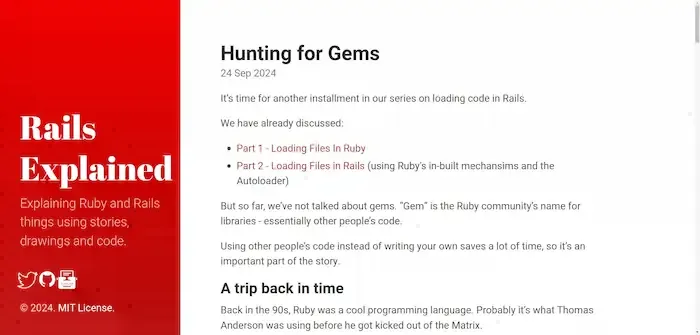 Rails
Explained
Explaining Ruby and Rails
things using stories,
drawings and code.
© 2024. MIT License.
Hunting for Gems
24 Sep 2024
It's time for another installment in our series on loading code in Rails.
We have already discussed:
Part 1 - Loading Files In Ruby
Part 2 - Loading Files in Rails (using Ruby's in-built mechansims and the
Autoloader)
But so far, we've not talked about gems. "Gem" is the Ruby community's name for
libraries - essentially other people's code.
Using other people's code instead of writing your own saves a lot of time, so it's an
important part of the story.
A trip back in time
Back in the 90s, Ruby was a cool programming language. Probably it's what Thomas
Anderson was using before he got kicked out of the Matrix.